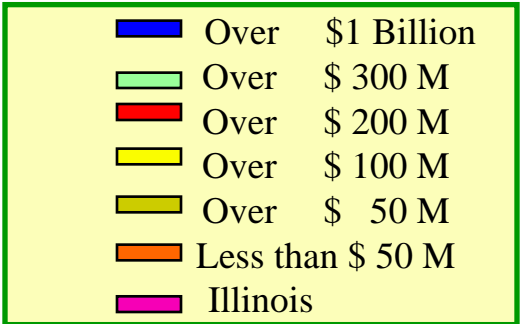 Over $1 Billion
Over $ 300 M
Over $ 200 M
Over $ 100 M
Over $ 50 M
Less than $ 50 M
Illinois